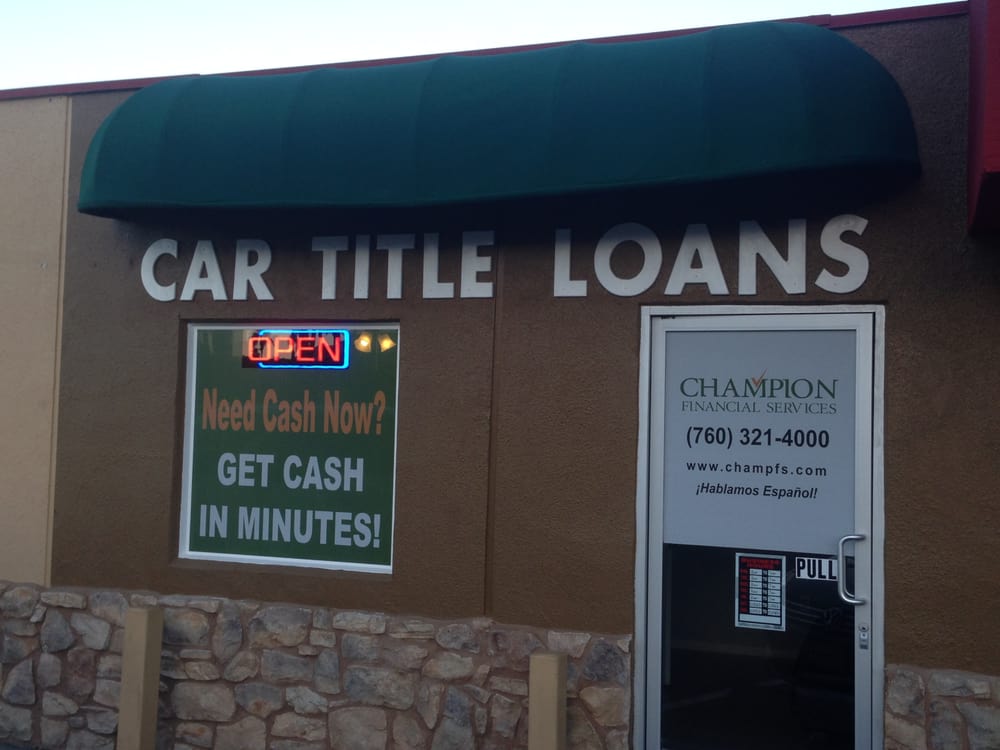 CAR TITLE LOANS
OPEN
Need Cash Now?
GET CASH
IN MINUTES!
CHAMPION
FINANCIAL SERVICES
(760) 321-4000
www.champfs.com
¡Hablamos Español!
PULL